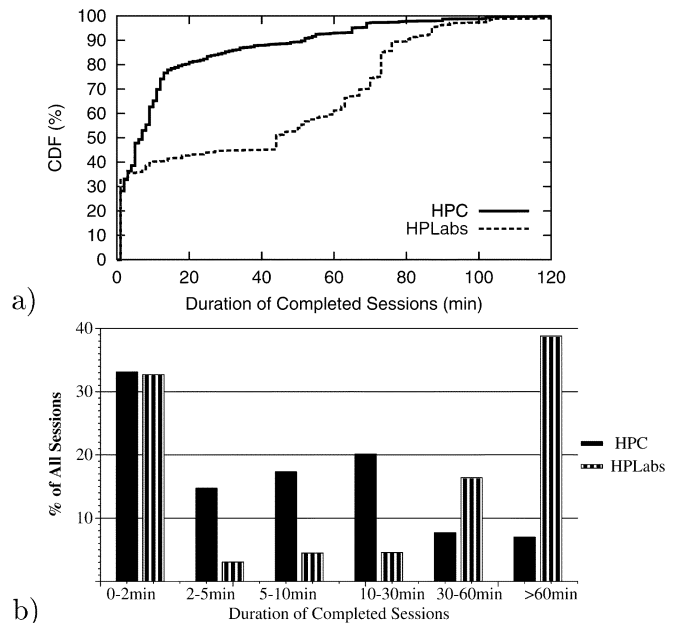 100
90
80
70
60
50
40
30
20
10
0
CDF (%)
HPC
HPLabs
0 20 40 60 80 100 120
Duration of Completed Sessions (min)
a)
40
30
20
10
% of All Sessions
HPC
HPLabs
0-2min 2-5min 5-10min 10-30min 30-60min >60min
Duration of Completed Sessions
b)